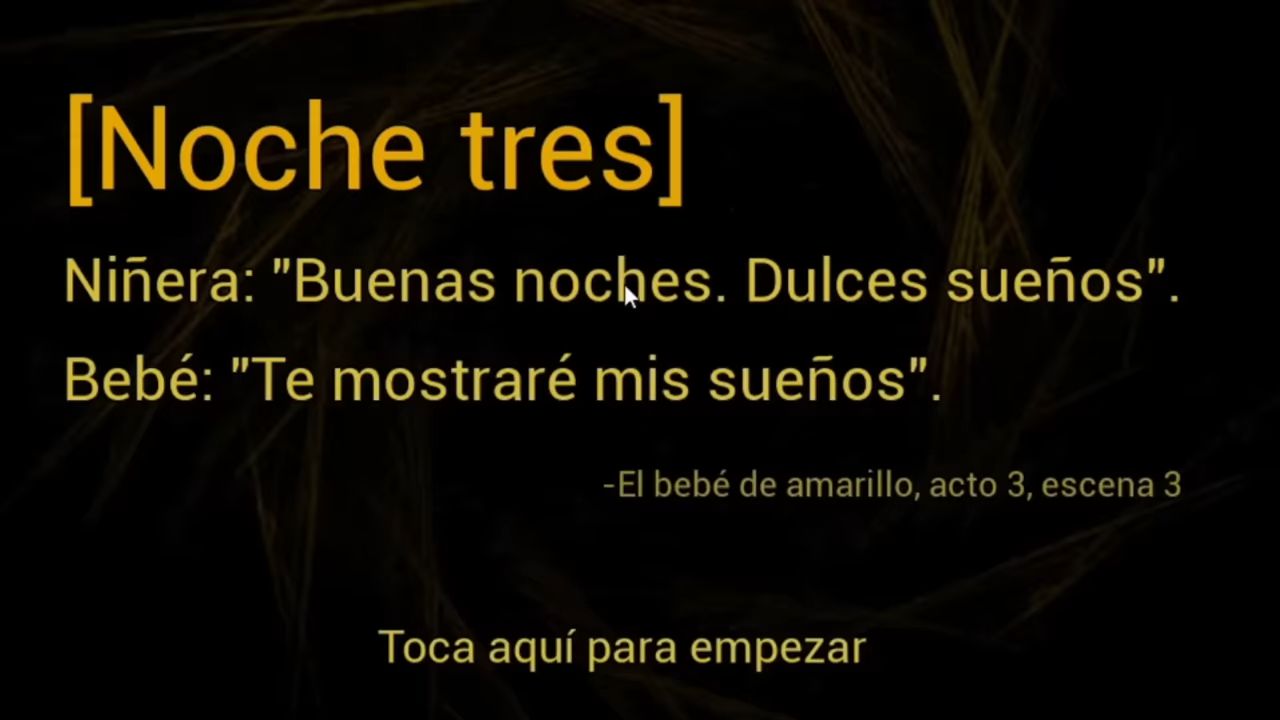 [Noche tres]
Niñera: "Buenas noches. Dulces sueños".
Bebé: "Te mostraré mis sueños".
-El bebé de amarillo, acto 3, escena 3
Toca aquí para empezar